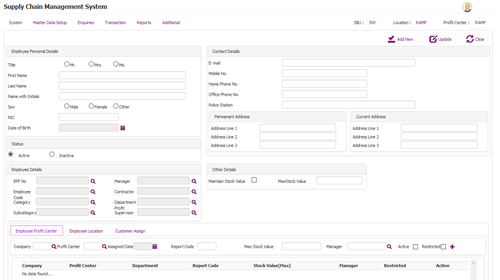 Supply Chain Management System
System Master Data Setup Enquiries Transaction Reports Additional SBU : SW Location : RAMP Profit Center : RAMP
Add New Update Clear
Employee Personal Details
Title Mr. Mrs. Ms.
First Name
Last Name
Name with Initials
Sex Male Female Other
NIC
Date of Birth
Status
Active Inactive
Employee Details
EPF No Manager
Employee Code Contractor
Category Department
Subcategory Profit Supervisor
Contact Details
E-mail
Mobile No.
Home Phone No.
Office Phone No.
Police Station
Permenant Address
Address Line 1
Address Line 2
Address Line 3
Current Address
Address Line 1
Address Line 2
Address Line 3
Other Details
Maintain Stock Value MaxStock Value
Employee Profit Center Employee Location Customer Assign
Company Profit Center Assigned Date Report Code Max Stock Value Manager Active Restricted
Company Profit Center Department Report Code Stock Value(Max) Manager Restricted Active
No data found...